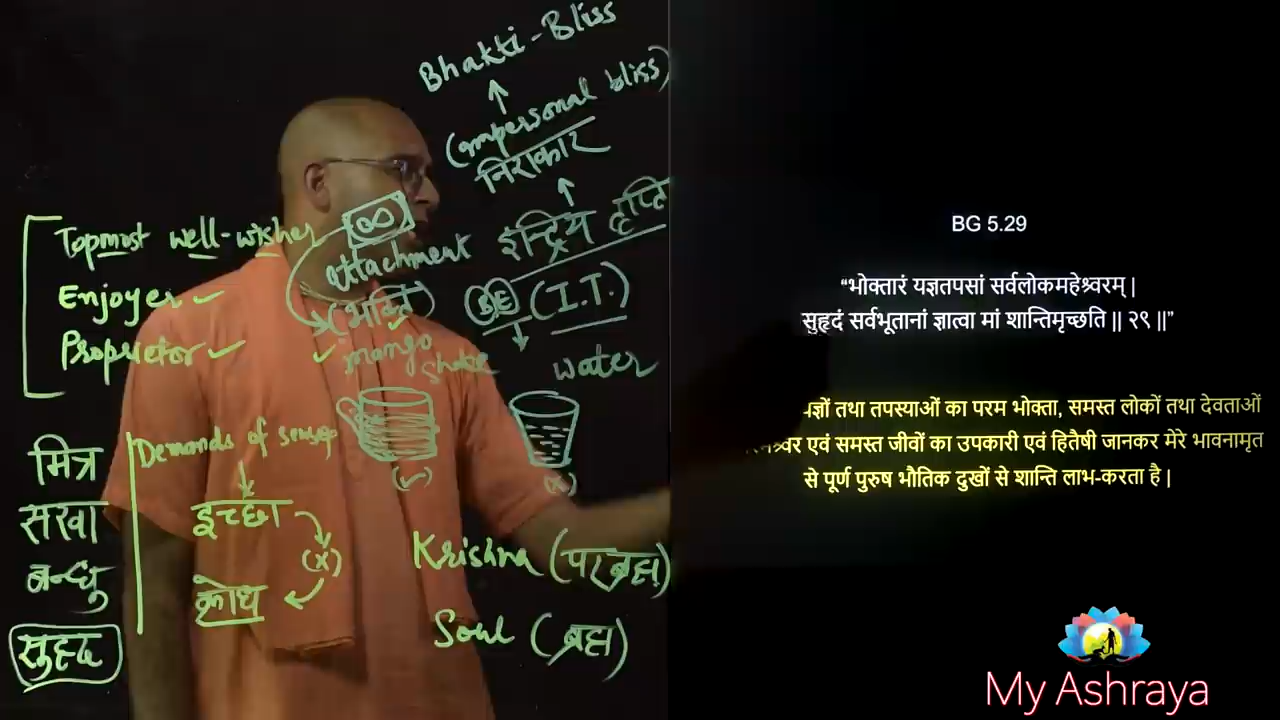 Bhakti-Bliss
(impersonal bliss)
निराकार
इन्द्रिय तृप्ति
Topmost well-wisher
∞
attachment
Enjoyer ✓
(भक्ति)
(I.T.)
Proprietor ✓
✓ mango
shake
water
Demands of senses
मित्र
(✓)
(x)
सखा
इच्छा
(x)
बन्धु
क्रोध
सुहृद
Krishna (परब्रह्म)
Soul (ब्रह्म)
BG 5.29
“भोक्तारं यज्ञतपसां सर्वलोकमहेश्र्वरम् |
सुहृदं सर्वभूतानां ज्ञात्वा मां शान्तिमृच्छति || २९ ||”
यज्ञों तथा तपस्याओं का परम भोक्ता, समस्त लोकों तथा देवताओं
एवं समस्त जीवों का उपकारी एवं हितैषी जानकर मेरे भावनामृत
से पूर्ण पुरुष भौतिक दुखों से शान्ति लाभ-करता है |
My Ashraya